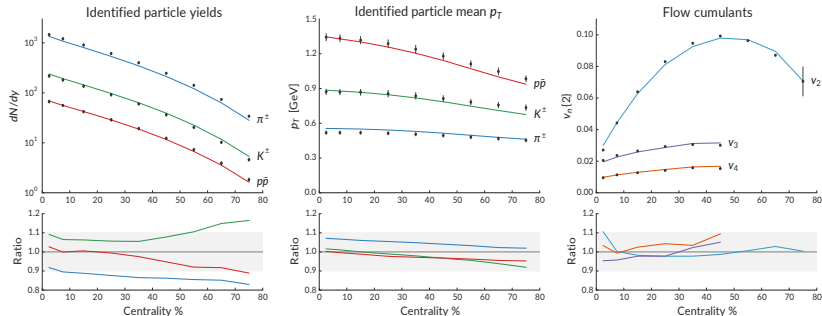 Identified particle yields
10³
10²
10¹
10⁰
dN/dy
π±
K±
pp̄
1.2
1.1
1.0
0.9
0.8
Ratio
0 10 20 30 40 50 60 70 80
Centrality %
Identified particle mean p_T
1.5
1.2
0.9
0.6
0.3
0.0
p_T [GeV]
pp̄
K±
π±
1.2
1.1
1.0
0.9
0.8
Ratio
0 10 20 30 40 50 60 70 80
Centrality %
Flow cumulants
0.10
0.08
0.06
0.04
0.02
0.00
v_n [2]
v₂
v₃
v₄
1.2
1.1
1.0
0.9
0.8
Ratio
0 10 20 30 40 50 60 70 80
Centrality %